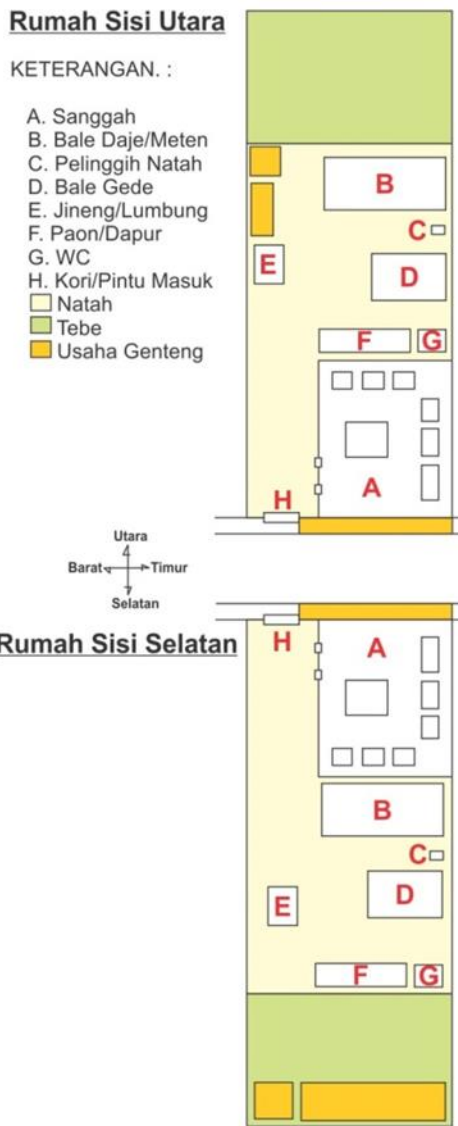 Rumah Sisi Utara
KETERANGAN. :
A. Sanggah
B. Bale Daje/Meten
C. Pelinggih Natah
D. Bale Gede
E. Jineng/Lumbung
F. Paon/Dapur
G. WC
H. Kori/Pintu Masuk
Natah
Tebe
Usaha Genteng
B
C
E
D
F
G
A
H
Utara
Barat
Timur
Selatan
Rumah Sisi Selatan
H
A
B
C
D
E
F
G